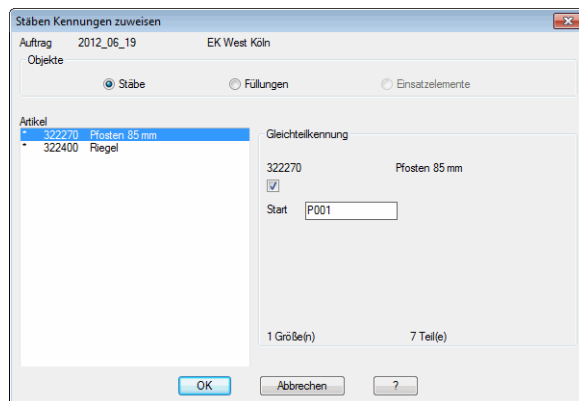 Stäben Kennungen zuweisen
Auftrag 2012_06_19 EK West Köln
Objekte
Stäbe Füllungen Einsatzelemente
Artikel
* 322270 Pfosten 85 mm
* 322400 Riegel
Gleichteilkennung
322270 Pfosten 85 mm
Start P001
1 Größe(n) 7 Teil(e)
OK Abbrechen ?